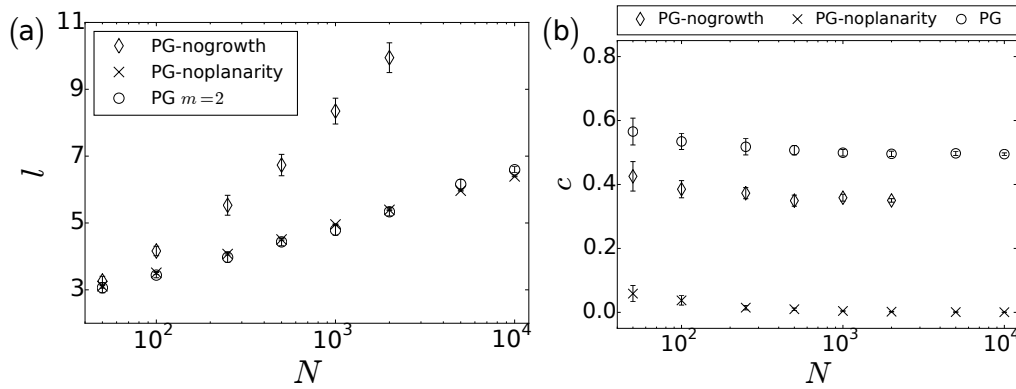 (a)
11
9
7
5
3
l
PG-nogrowth
PG-noplanarity
PG m=2
10²
10³
10⁴
N
(b)
PG-nogrowth
PG-noplanarity
PG
0.8
0.6
0.4
0.2
0.0
c
10²
10³
10⁴
N